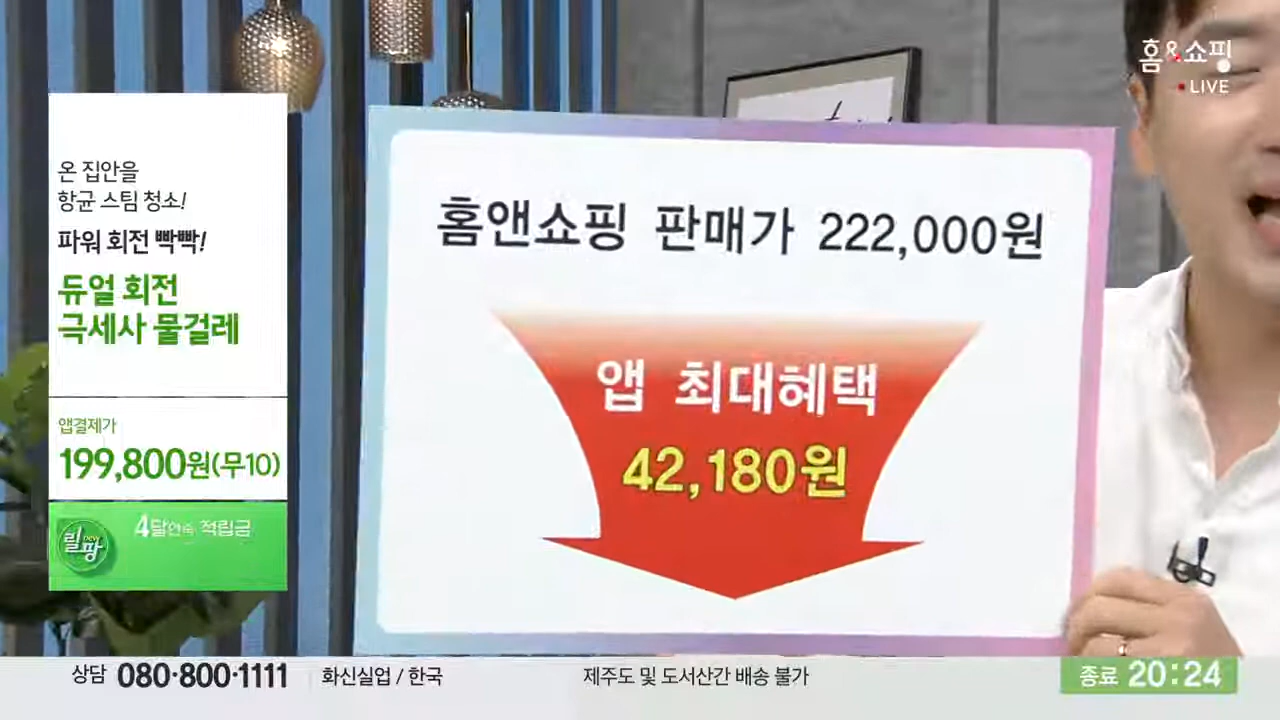 홈&쇼핑
LIVE
온 집안을
항균 스팀 청소!
파워 회전 빡빡!
듀얼 회전
극세사 물걸레
앱결제가
199,800원(무10)
릴팡 new
4달연속 적립금
홈앤쇼핑 판매가 222,000원
앱 최대혜택
42,180원
상담 080·800·1111
화신실업 / 한국
제주도 및 도서산간 배송 불가
종료 20:24